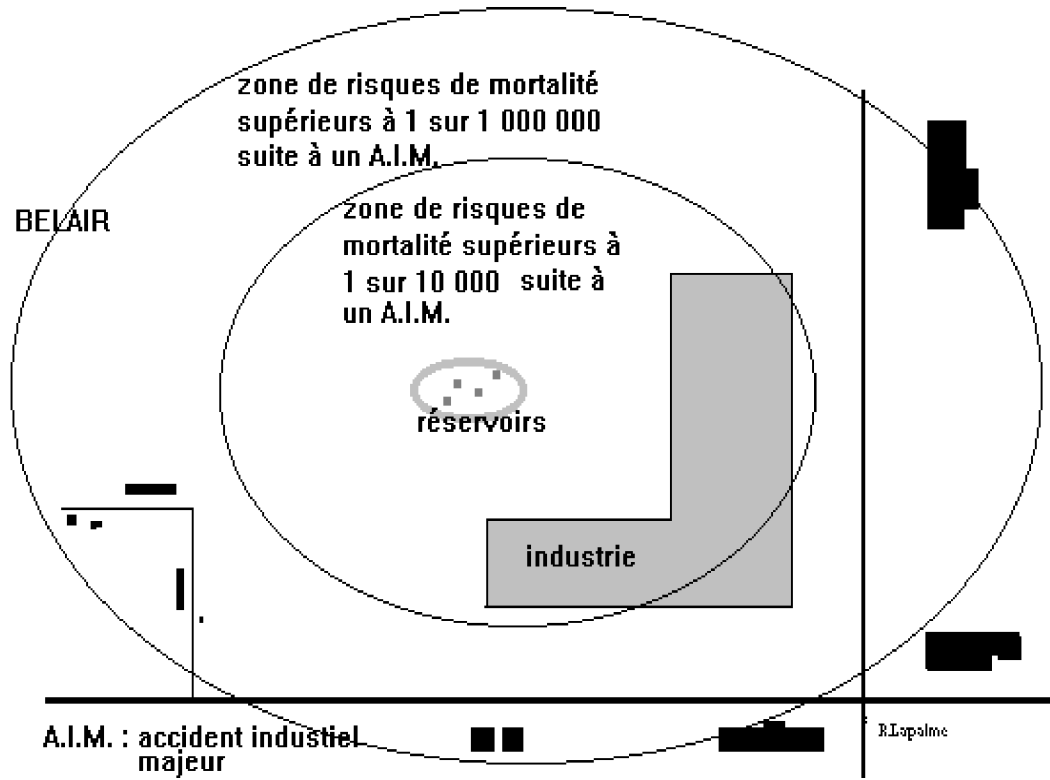 zone de risques de mortalité
supérieurs à 1 sur 1 000 000
suite à un A.I.M.
BELAIR
zone de risques de
mortalité supérieurs à
1 sur 10 000 suite à
un A.I.M.
réservoirs
industrie
A.I.M. : accident industiel
majeur
R.Lapalme